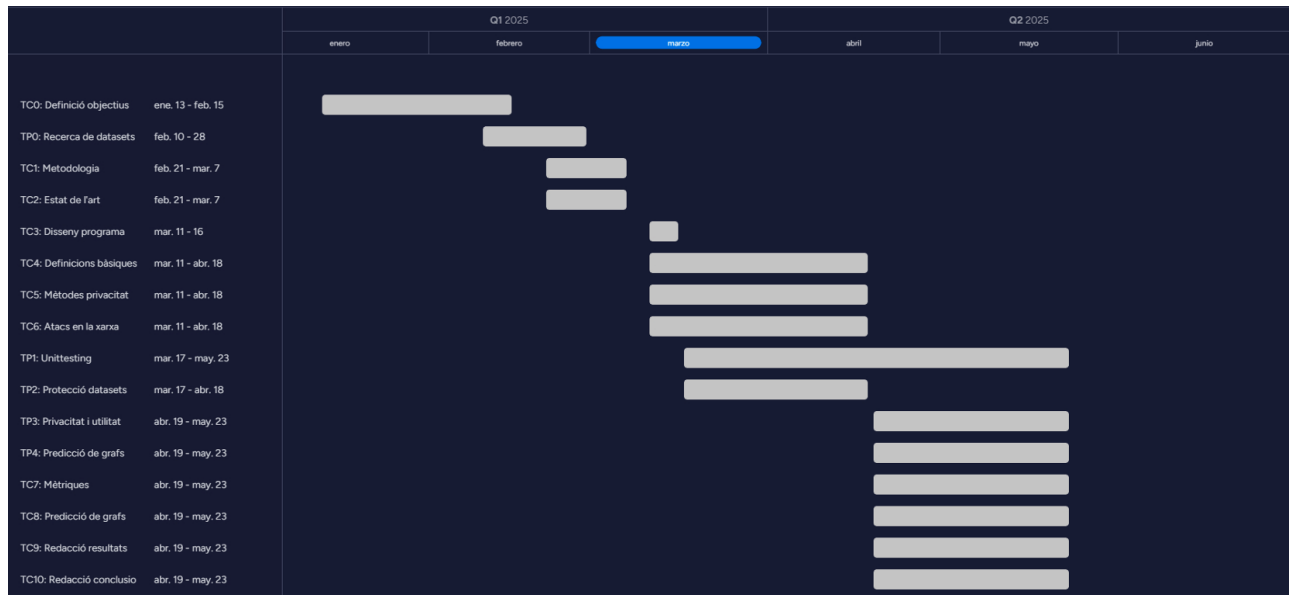 Q1 2025 Q2 2025
enero febrero marzo abril mayo junio
TC0: Definició objectius ene. 13 - feb. 15
TP0: Recerca de datasets feb. 10 - 28
TC1: Metodologia feb. 21 - mar. 7
TC2: Estat de l'art feb. 21 - mar. 7
TC3: Disseny programa mar. 11 - 16
TC4: Definicions bàsiques mar. 11 - abr. 18
TC5: Mètodes privacitat mar. 11 - abr. 18
TC6: Atacs en la xarxa mar. 11 - abr. 18
TP1: Unittesting mar. 17 - may. 23
TP2: Protecció datasets mar. 17 - abr. 18
TP3: Privacitat i utilitat abr. 19 - may. 23
TP4: Predicció de grafs abr. 19 - may. 23
TC7: Mètriques abr. 19 - may. 23
TC8: Predicció de grafs abr. 19 - may. 23
TC9: Redacció resultats abr. 19 - may. 23
TC10: Redacció conclusio abr. 19 - may. 23